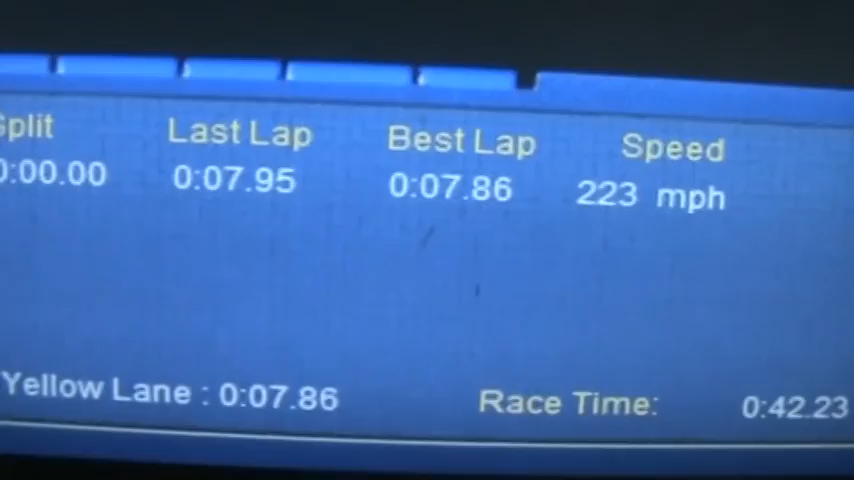 Split Last Lap Best Lap Speed
0:00.00 0:07.95 0:07.86 223 mph
Yellow Lane : 0:07.86 Race Time: 0:42.23